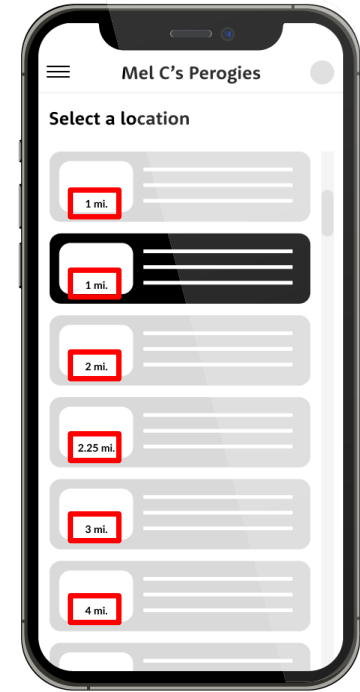 Mel C's Perogies
Select a location
1 mi.
1 mi.
2 mi.
2.25 mi.
3 mi.
4 mi.